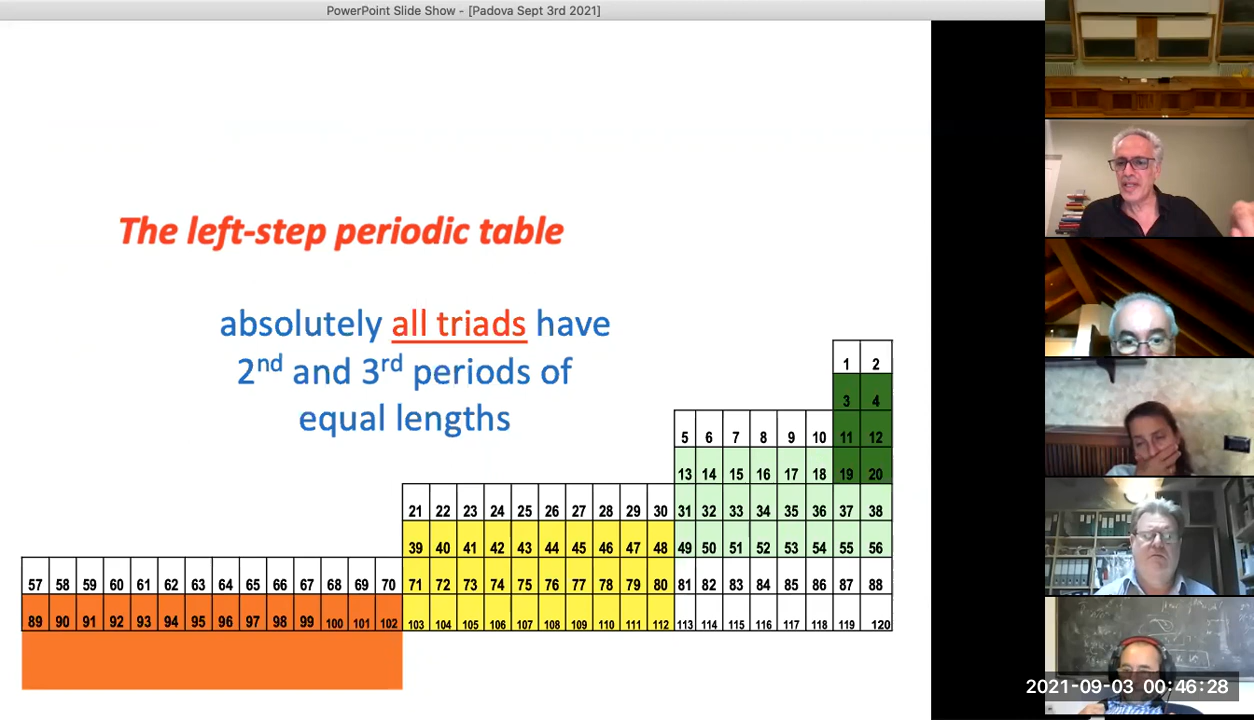 PowerPoint Slide Show - [Padova Sept 3rd 2021]
The left-step periodic table
absolutely all triads have
2nd and 3rd periods of
equal lengths
1 2
3 4
5 6 7 8 9 10 11 12
13 14 15 16 17 18 19 20
21 22 23 24 25 26 27 28 29 30 31 32 33 34 35 36 37 38
39 40 41 42 43 44 45 46 47 48 49 50 51 52 53 54 55 56
57 58 59 60 61 62 63 64 65 66 67 68 69 70 71 72 73 74 75 76 77 78 79 80 81 82 83 84 85 86 87 88
89 90 91 92 93 94 95 96 97 98 99 100 101 102 103 104 105 106 107 108 109 110 111 112 113 114 115 116 117 118 119 120
2021-09-03 00:46:28